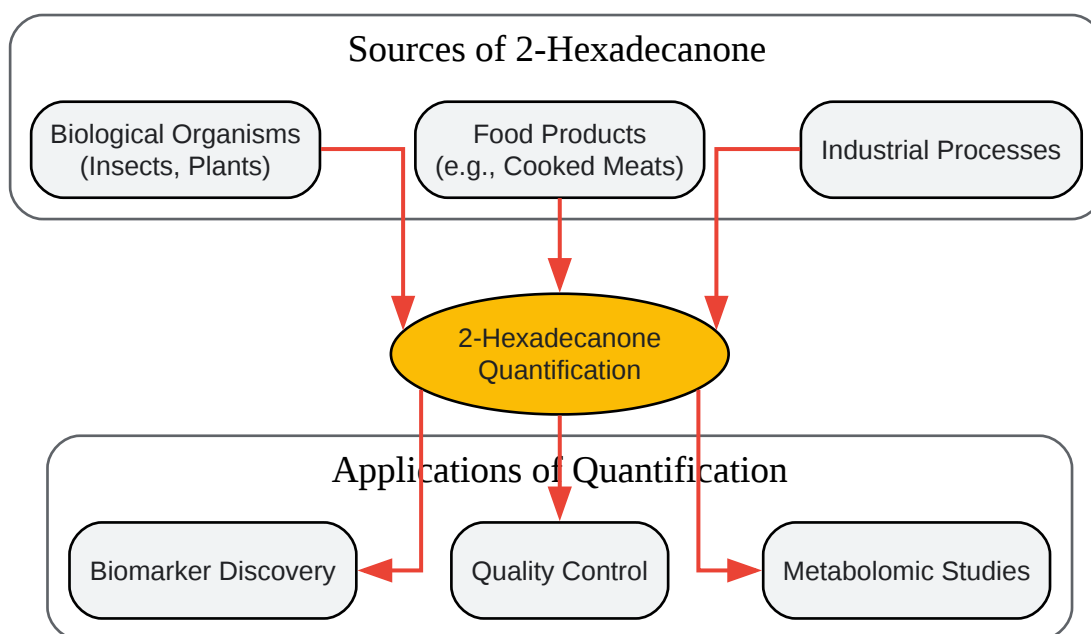 Sources of 2-Hexadecanone
Biological Organisms
(Insects, Plants)
Food Products
(e.g., Cooked Meats)
Industrial Processes
2-Hexadecanone
Quantification
Applications of Quantification
Biomarker Discovery
Quality Control
Metabolomic Studies